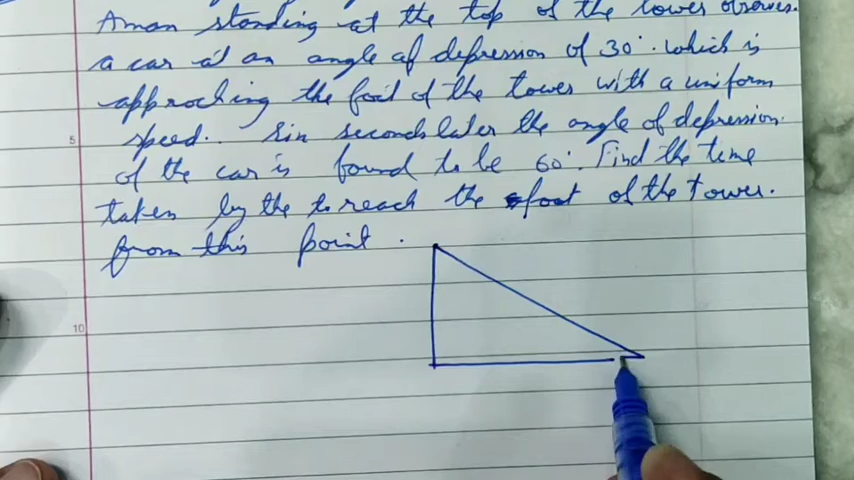 A man standing at the top of the tower observes.
a car at an angle of depression of 30°. which is
approching the foot of the tower with a uniform
speed. Six seconds later the angle of depression.
of the car is found to be 60°. Find the time
taken by the to reach the foot of the tower.
from this point.
5
10